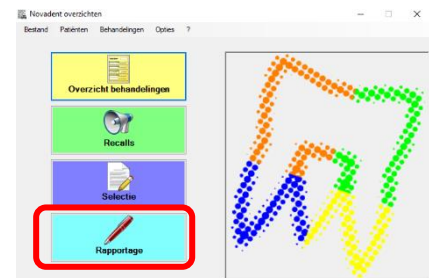 Novadent overzichten
Bestand Patiënten Behandelingen Opties ?
Overzicht behandelingen
Recalls
Selectie
Rapportage